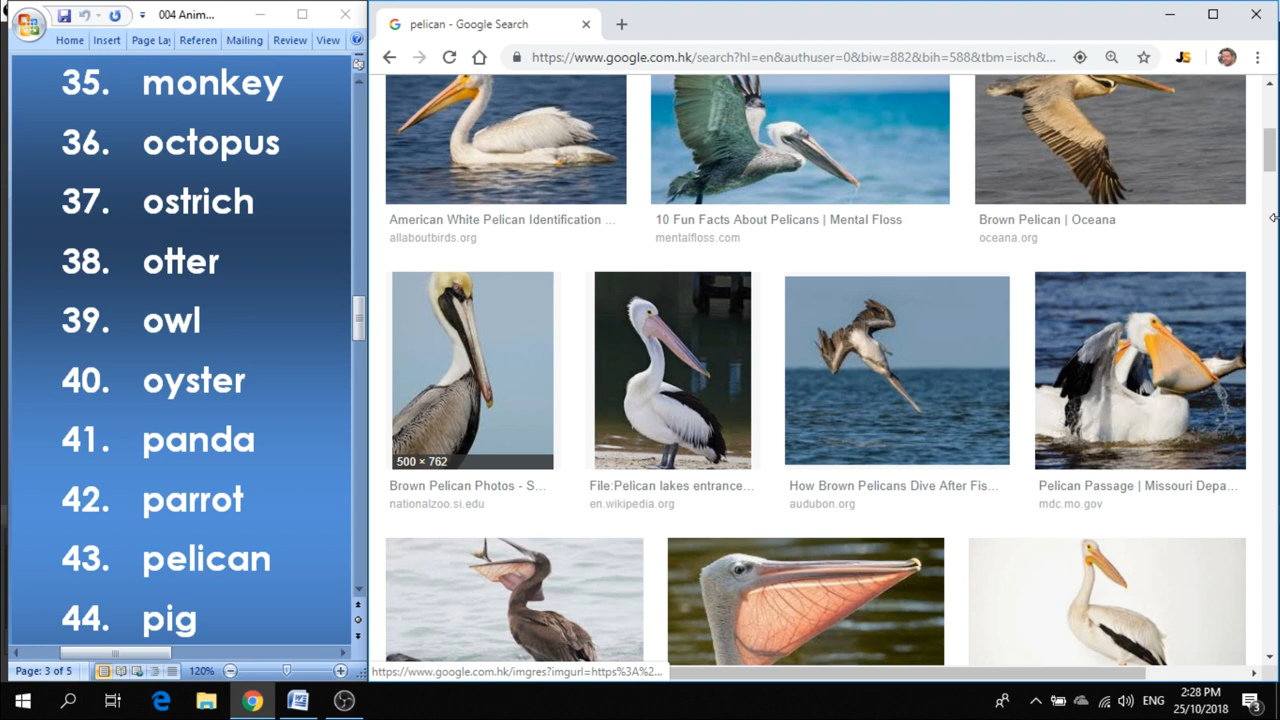 004 Anim...
Home Insert Page Lay Referen Mailing Review View
35. monkey
36. octopus
37. ostrich
38. otter
39. owl
40. oyster
41. panda
42. parrot
43. pelican
44. pig
Page: 3 of 5 120%
pelican - Google Search
https://www.google.com.hk/search?hl=en&authuser=0&biw=882&bih=588&tbm=isch&...
JS
American White Pelican Identification ...
allaboutbirds.org
10 Fun Facts About Pelicans | Mental Floss
mentalfloss.com
Brown Pelican | Oceana
oceana.org
500 × 762
Brown Pelican Photos - S...
nationalzoo.si.edu
File:Pelican lakes entrance...
en.wikipedia.org
How Brown Pelicans Dive After Fis...
audubon.org
Pelican Passage | Missouri Depa...
mdc.mo.gov
https://www.google.com.hk/imgres?imgurl=https%3A%2...
ENG
2:28 PM
25/10/2018
3